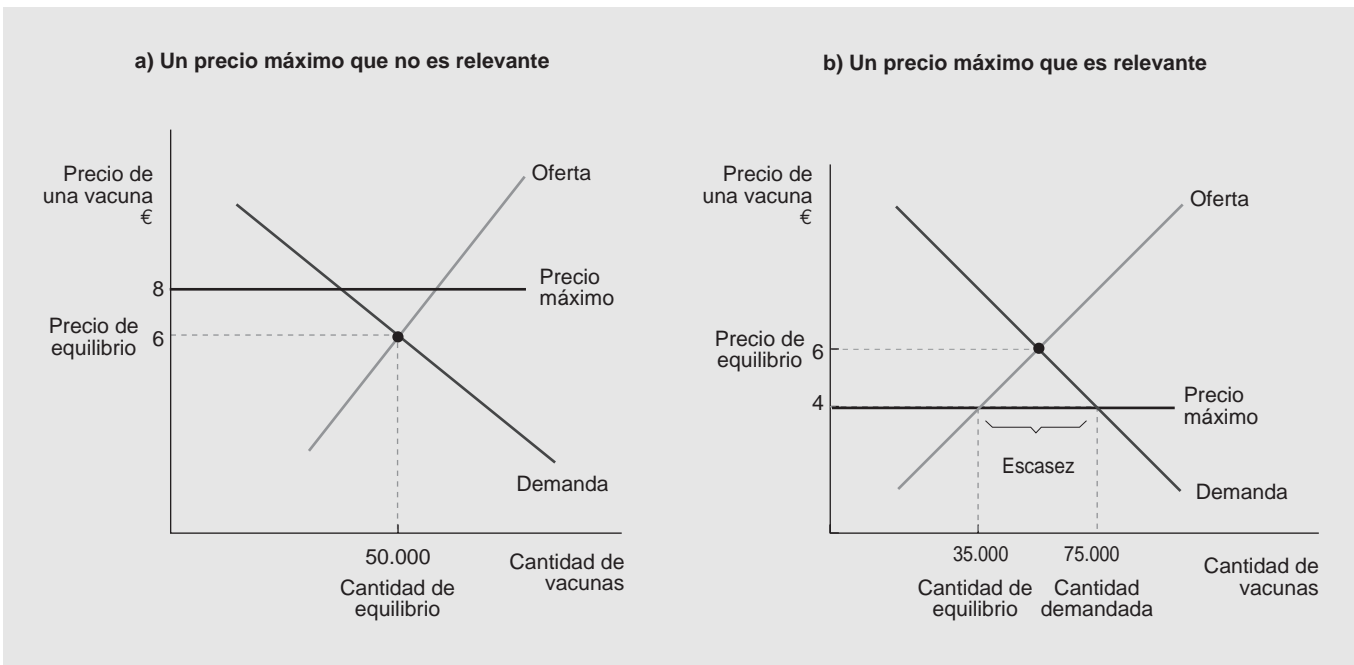 a) Un precio máximo que no es relevante
Precio de
una vacuna
€
Oferta
8
Precio
máximo
Precio de
equilibrio
6
Demanda
50.000
Cantidad de
equilibrio
Cantidad de
vacunas
b) Un precio máximo que es relevante
Precio de
una vacuna
€
Oferta
Precio de
equilibrio
6
4
Precio
máximo
Escasez
Demanda
35.000
75.000
Cantidad de
equilibrio
Cantidad
demandada
Cantidad de
vacunas